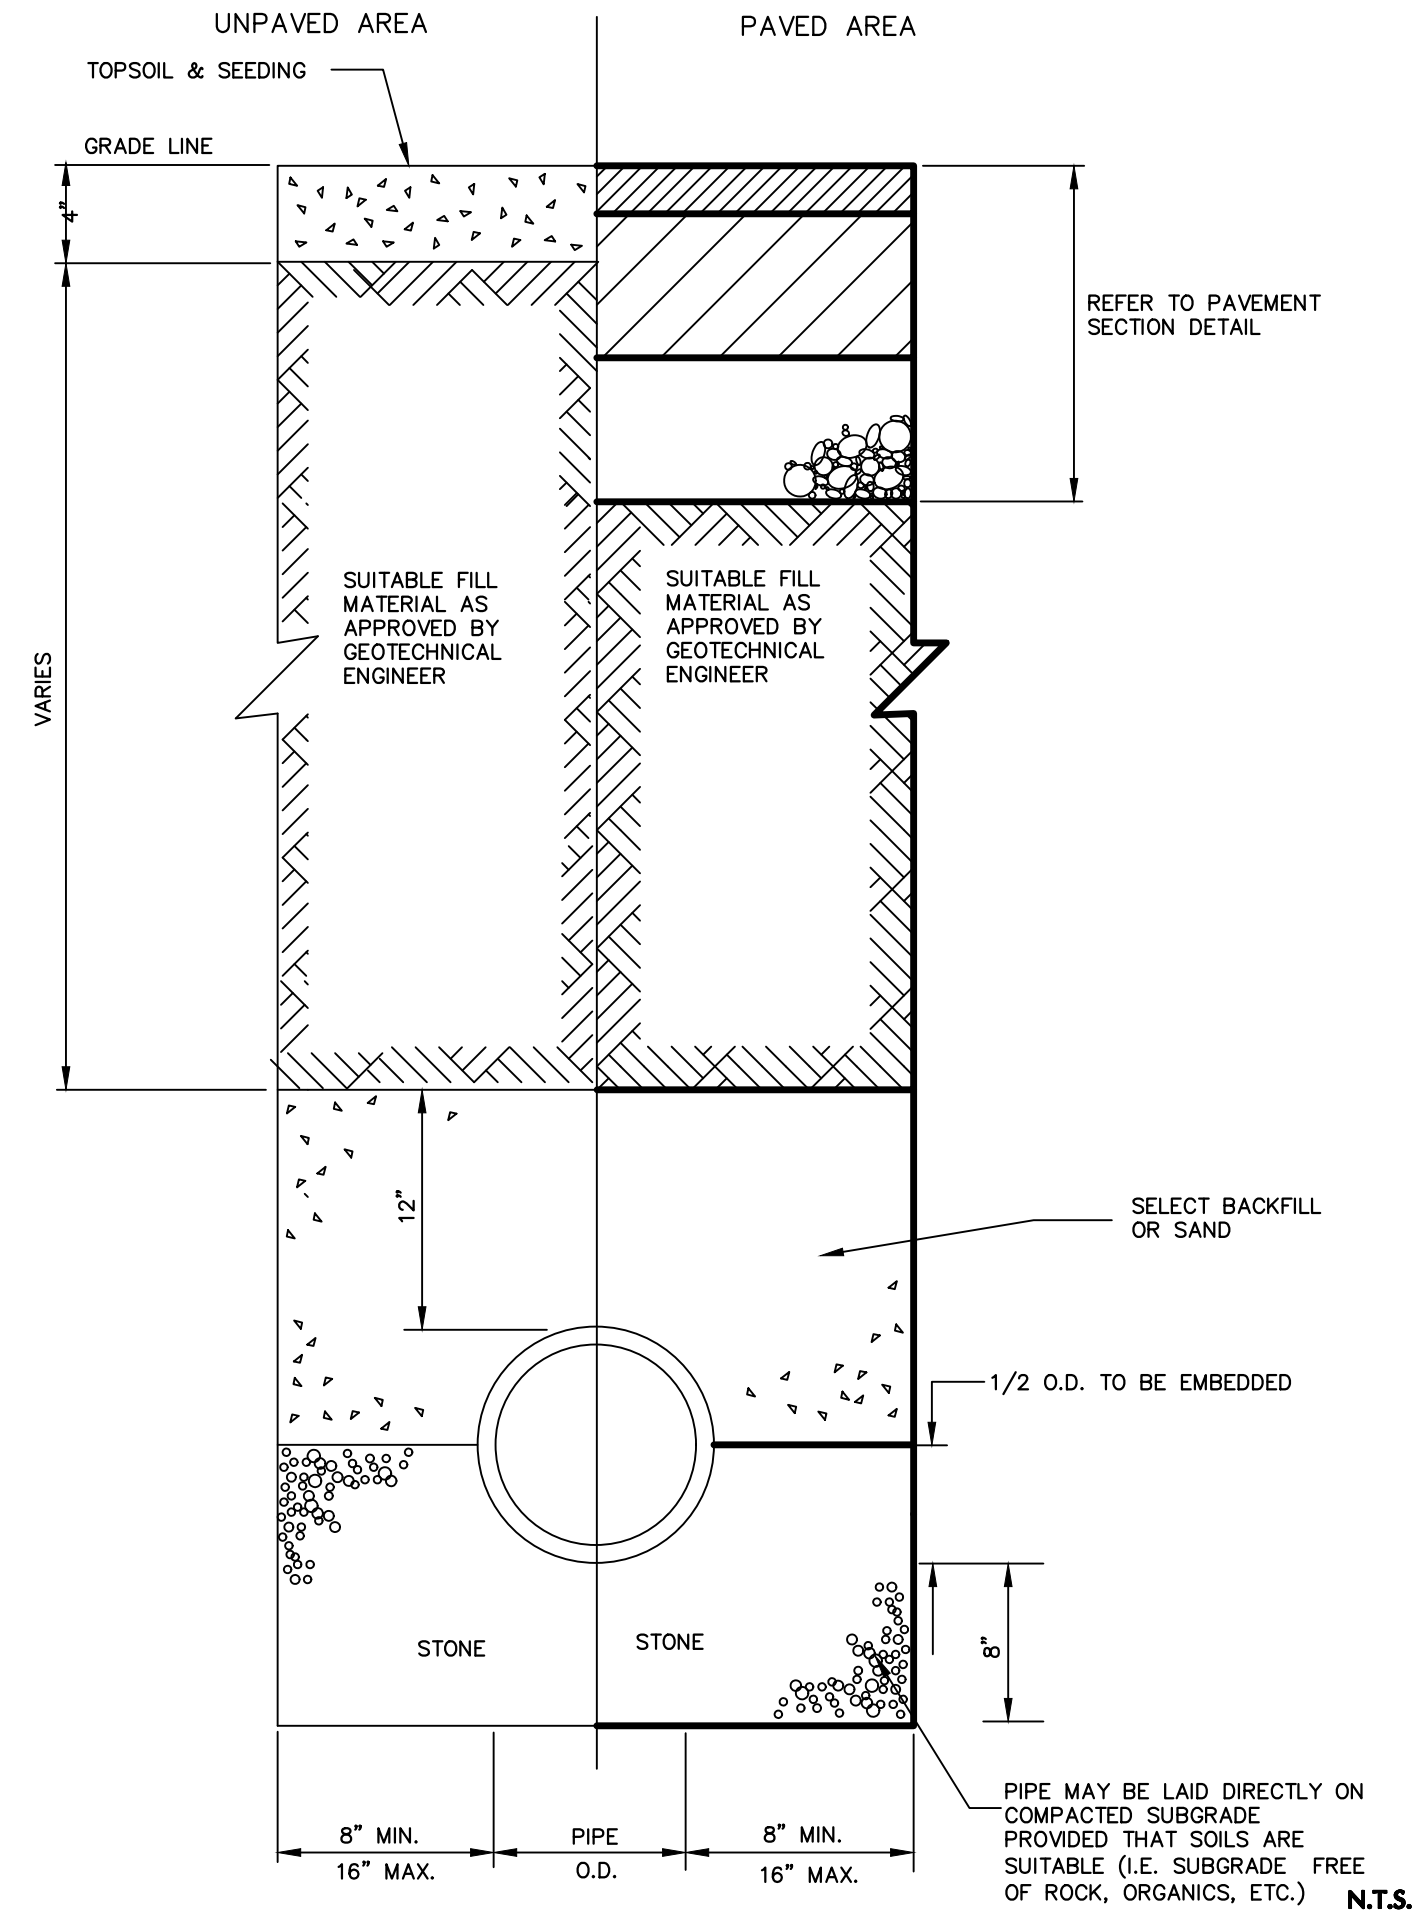 UNPAVED AREA
PAVED AREA
TOPSOIL & SEEDING
GRADE LINE
4"
REFER TO PAVEMENT
SECTION DETAIL
SUITABLE FILL
MATERIAL AS
APPROVED BY
GEOTECHNICAL
ENGINEER
SUITABLE FILL
MATERIAL AS
APPROVED BY
GEOTECHNICAL
ENGINEER
VARIES
12"
SELECT BACKFILL
OR SAND
1/2 O.D. TO BE EMBEDDED
STONE
STONE
8"
PIPE MAY BE LAID DIRECTLY ON
COMPACTED SUBGRADE
PROVIDED THAT SOILS ARE
SUITABLE (I.E. SUBGRADE FREE
OF ROCK, ORGANICS, ETC.)
8" MIN.
16" MAX.
PIPE
O.D.
8" MIN.
16" MAX.
N.T.S.